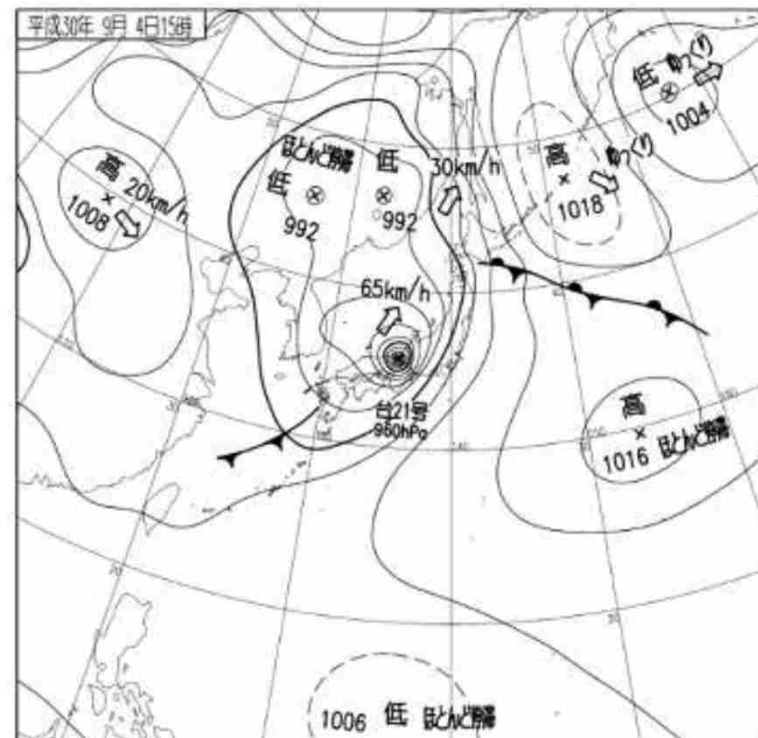 平成30年 9月 4日15時
低 ゆっくり
1004
高 ゆっくり
1018
30km/h
ほとんど停滞 低
低
992
992
高 20km/h
1008
65km/h
台21号
960hPa
高
1016 ほとんど停滞
1006 低 ほとんど停滞